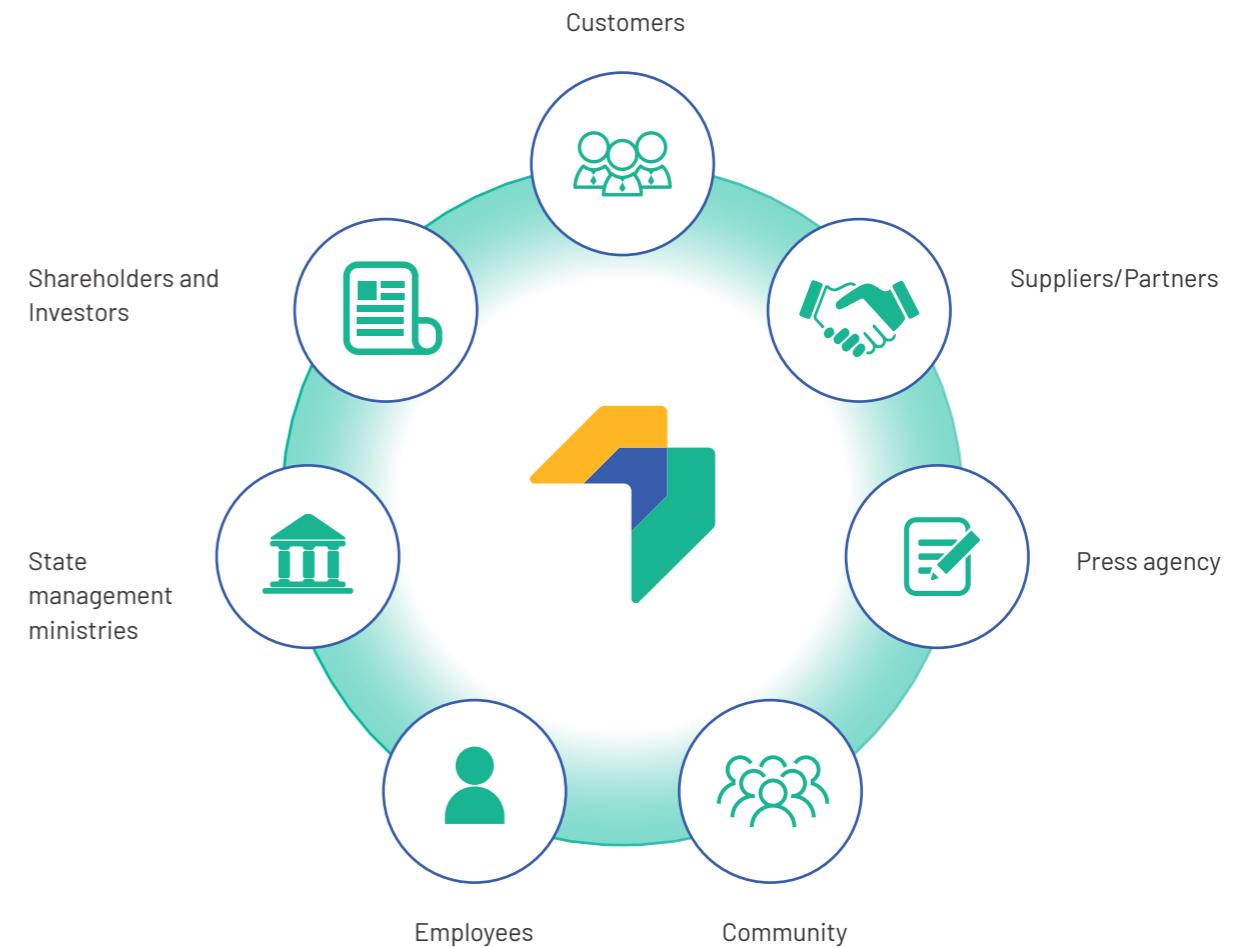 Customers
Shareholders and
Investors
Suppliers/Partners
State
management
ministries
Press agency
Employees
Community